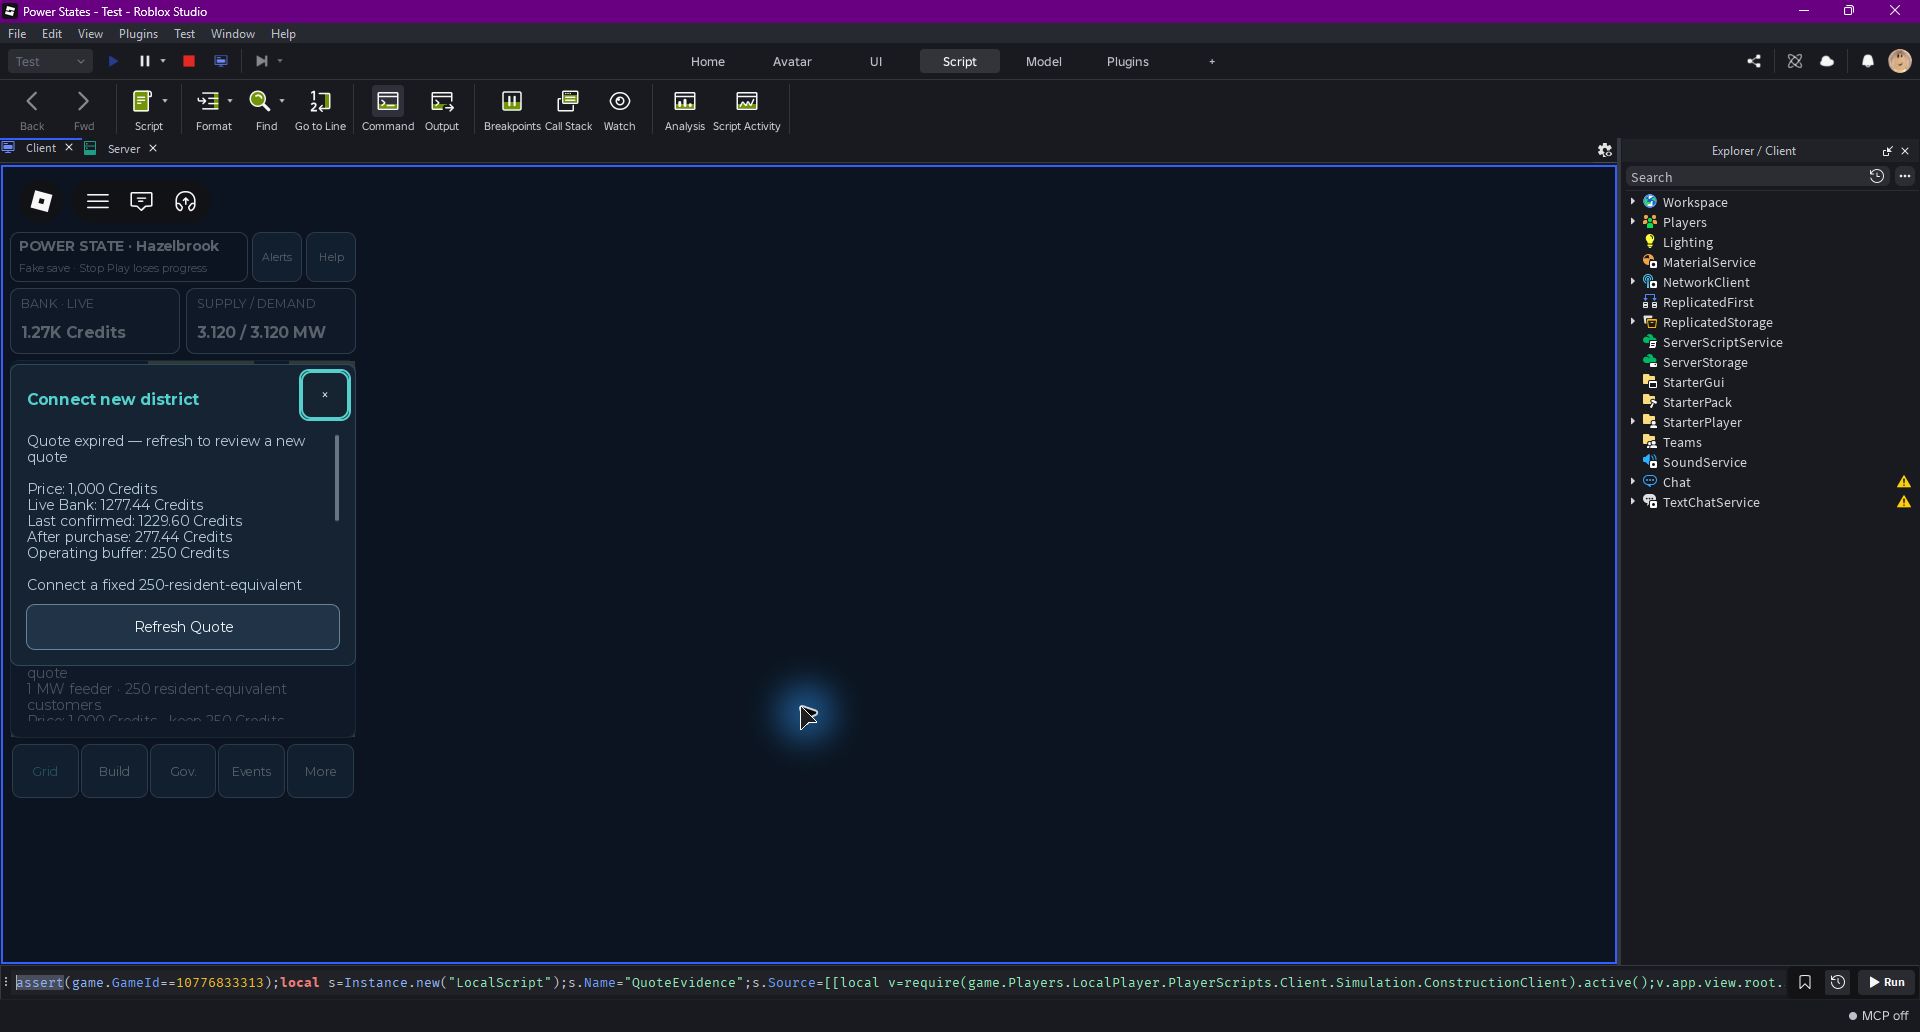 Power States - Test - Roblox Studio
File Edit View Plugins Test Window Help
Test
Home Avatar UI Script Model Plugins +
Back Fwd Script Format Find Go to Line Command Output Breakpoints Call Stack Watch Analysis Script Activity
Client Server
Explorer / Client
Search
Workspace
Players
Lighting
MaterialService
NetworkClient
ReplicatedFirst
ReplicatedStorage
ServerScriptService
ServerStorage
StarterGui
StarterPack
StarterPlayer
Teams
SoundService
Chat
TextChatService
POWER STATE · Hazelbrook
Fake save · Stop Play loses progress
Alerts
Help
BANK · LIVE
1.27K Credits
SUPPLY / DEMAND
3.120 / 3.120 MW
Connect new district
×
Quote expired — refresh to review a new
quote
Price: 1,000 Credits
Live Bank: 1277.44 Credits
Last confirmed: 1229.60 Credits
After purchase: 277.44 Credits
Operating buffer: 250 Credits
Connect a fixed 250-resident-equivalent
Refresh Quote
quote
1 MW feeder · 250 resident-equivalent
customers
Price: 1,000 Credits · keep 250 Credits
Grid Build Gov. Events More
assert(game.GameId==10776833313);local s=Instance.new("LocalScript");s.Name="QuoteEvidence";s.Source=[[local v=require(game.Players.LocalPlayer.PlayerScripts.Client.Simulation.ConstructionClient).active();v.app.view.root.
Run
MCP off